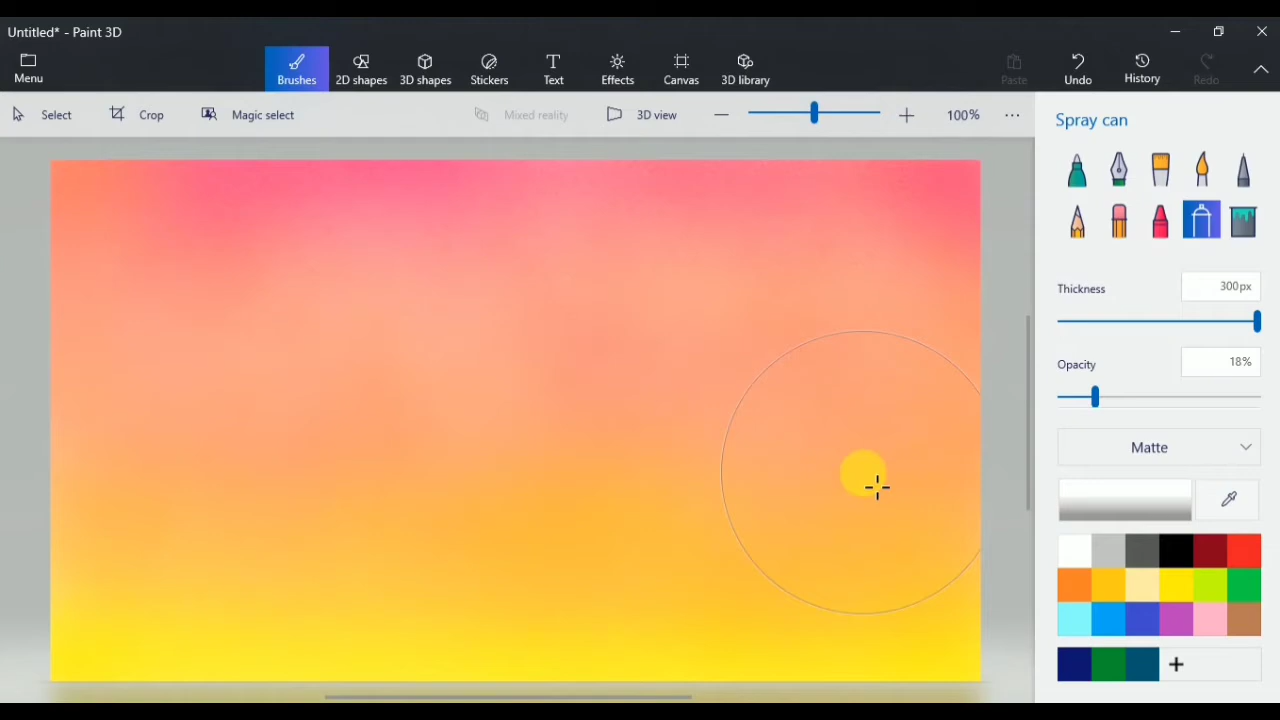 Untitled* - Paint 3D
Menu
Brushes
2D shapes
3D shapes
Stickers
Text
Effects
Canvas
3D library
Paste
Undo
History
Redo
Select
Crop
Magic select
Mixed reality
3D view
100%
Spray can
Thickness
300px
Opacity
18%
Matte